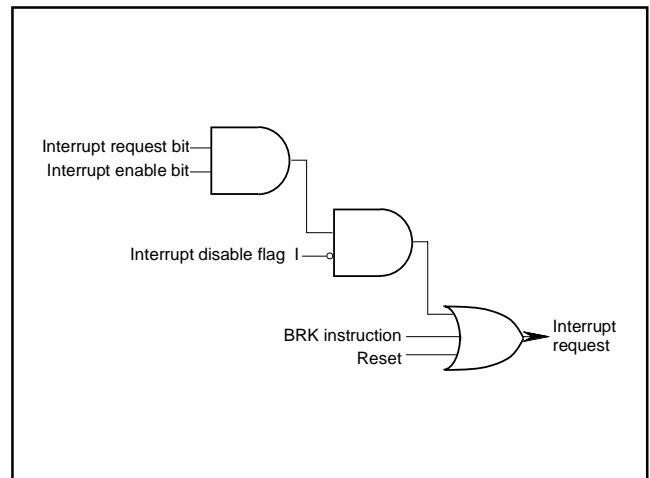 Interrupt request bit
Interrupt enable bit
Interrupt disable flag I
BRK instruction
Reset
Interrupt
request